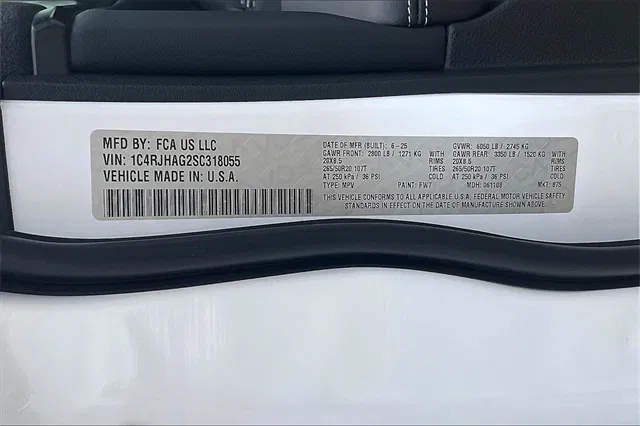 MFD BY: FCA US LLC
VIN: 1C4RJHAG2SC318055
VEHICLE MADE IN: U.S.A.
DATE OF MFR (BUILT): 6-25 GVWR: 6050 LB / 2745 KG
GAWR FRONT: 2800 LB / 1271 KG WITH GAWR REAR: 3350 LB / 1520 KG WITH
20X8.5 RIMS 20X8.5 RIMS
265/50R20 107T TIRES 265/50R20 107T TIRES
AT 250 kPa / 36 PSI COLD AT 250 kPa / 36 PSI COLD
TYPE: MPV PAINT: FW7 MDH: 061108 MKT: 875
THIS VEHICLE CONFORMS TO ALL APPLICABLE U.S.A. FEDERAL MOTOR VEHICLE SAFETY
STANDARDS IN EFFECT ON THE DATE OF MANUFACTURE SHOWN ABOVE.